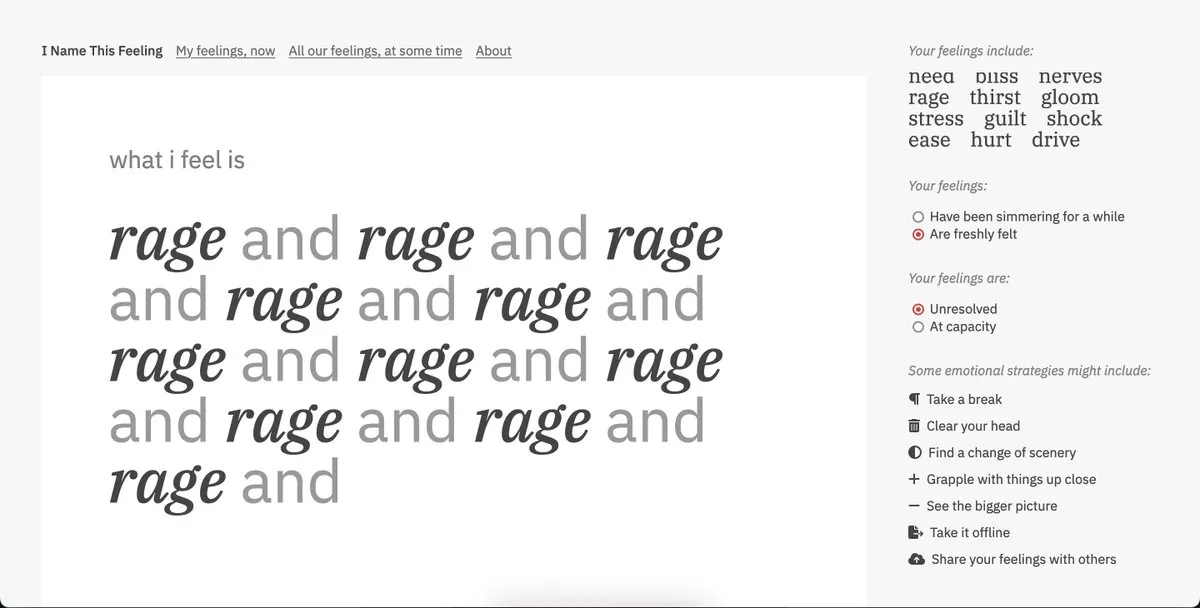 I Name This Feeling My feelings, now All our feelings, at some time About
what i feel is
rage and rage and rage
and rage and rage and
rage and rage and rage
and rage and rage and
rage and
Your feelings include:
need bliss nerves
rage thirst gloom
stress guilt shock
ease hurt drive
Your feelings:
Have been simmering for a while
Are freshly felt
Your feelings are:
Unresolved
At capacity
Some emotional strategies might include:
¶ Take a break
Clear your head
Find a change of scenery
+ Grapple with things up close
− See the bigger picture
Take it offline
Share your feelings with others